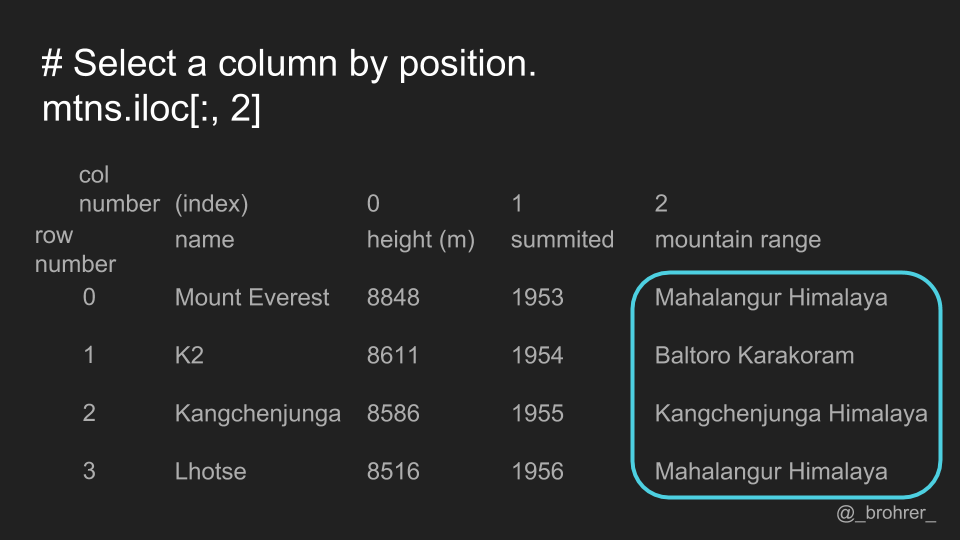 # Select a column by position.
mtns.iloc[:, 2]
col
number (index) 0 1 2
row
number name height (m) summited mountain range
0 Mount Everest 8848 1953 Mahalangur Himalaya
1 K2 8611 1954 Baltoro Karakoram
2 Kangchenjunga 8586 1955 Kangchenjunga Himalaya
3 Lhotse 8516 1956 Mahalangur Himalaya
@_brohrer_